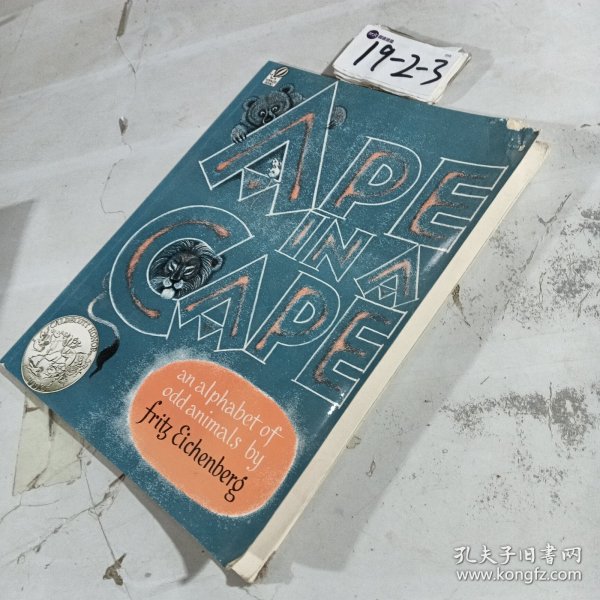 19-2-3
APE
IN A
CAPE
an alphabet of
odd animals by
fritz Eichenberg
孔夫子旧书网
www.kongfz.com